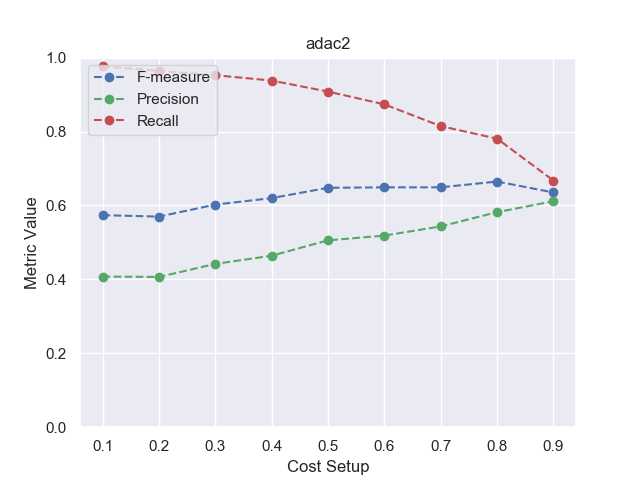 adac2
F-measure
Precision
Recall
Metric Value
1.0
0.8
0.6
0.4
0.2
0.0
0.1 0.2 0.3 0.4 0.5 0.6 0.7 0.8 0.9
Cost Setup